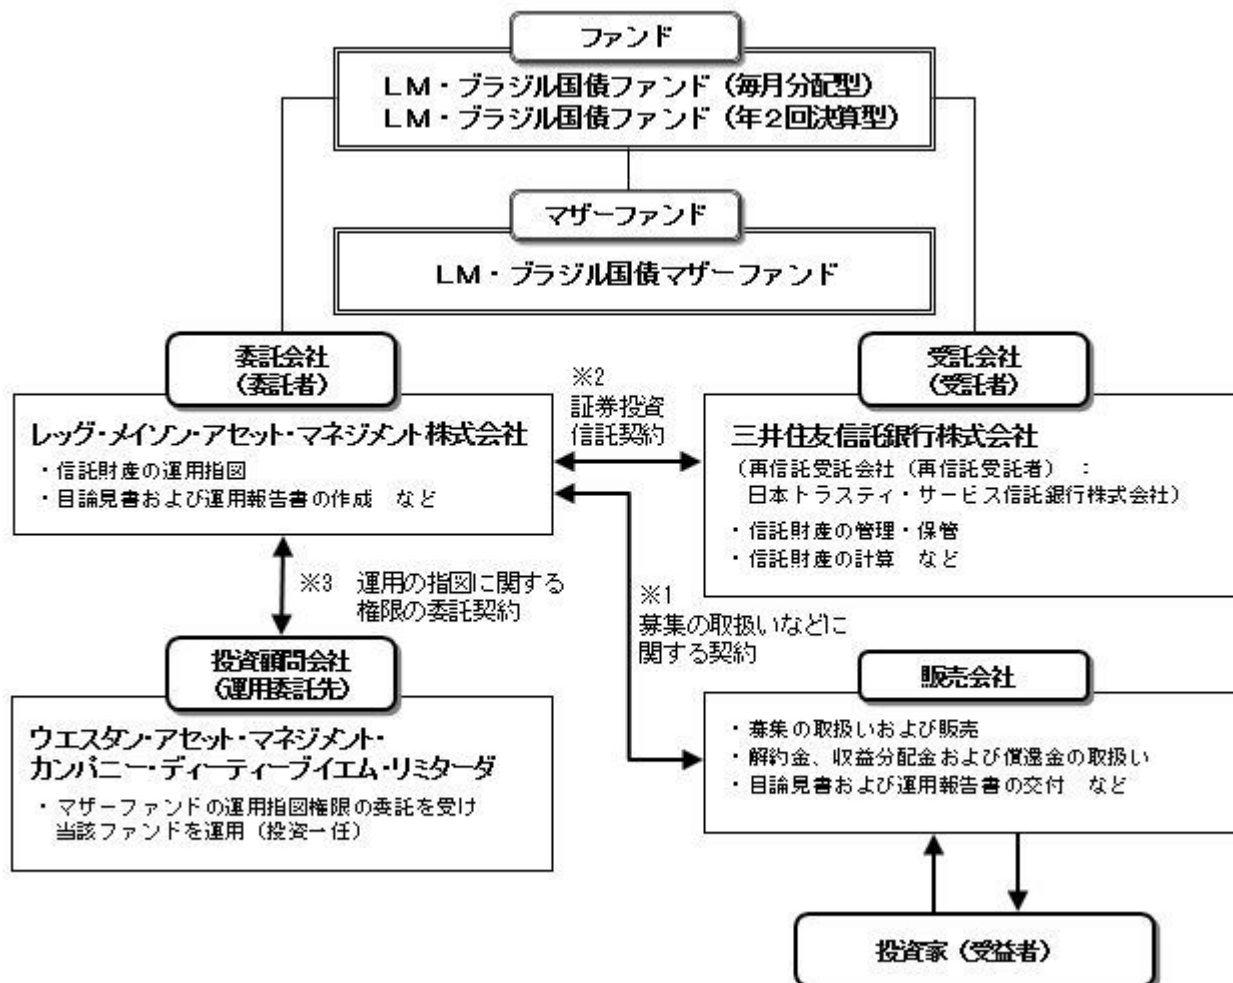 ファンド
LM・ブラジル国債ファンド(毎月分配型)
LM・ブラジル国債ファンド(年2回決算型)
マザーファンド
LM・ブラジル国債マザーファンド
委託会社
(委託者)
レッグ・メイソン・アセット・マネジメント株式会社
・信託財産の運用指図
・目論見書および運用報告書の作成 など
※2
証券投資
信託契約
受託会社
(受託者)
三井住友信託銀行株式会社
(再信託受託会社(再信託受託者) :
日本トラスティ・サービス信託銀行株式会社)
・信託財産の管理・保管
・信託財産の計算 など
※3 運用の指図に関する
権限の委託契約
※1
募集の取扱いなどに
関する契約
投資顧問会社
(運用委託先)
ウエスタン・アセット・マネジメント・
カンパニー・ディーティーブイエム・リミターダ
・マザーファンドの運用指図権限の委託を受け
当該ファンドを運用(投資一任)
販売会社
・募集の取扱いおよび販売
・解約金、収益分配金および償還金の取扱い
・目論見書および運用報告書の交付 など
投資家(受益者)